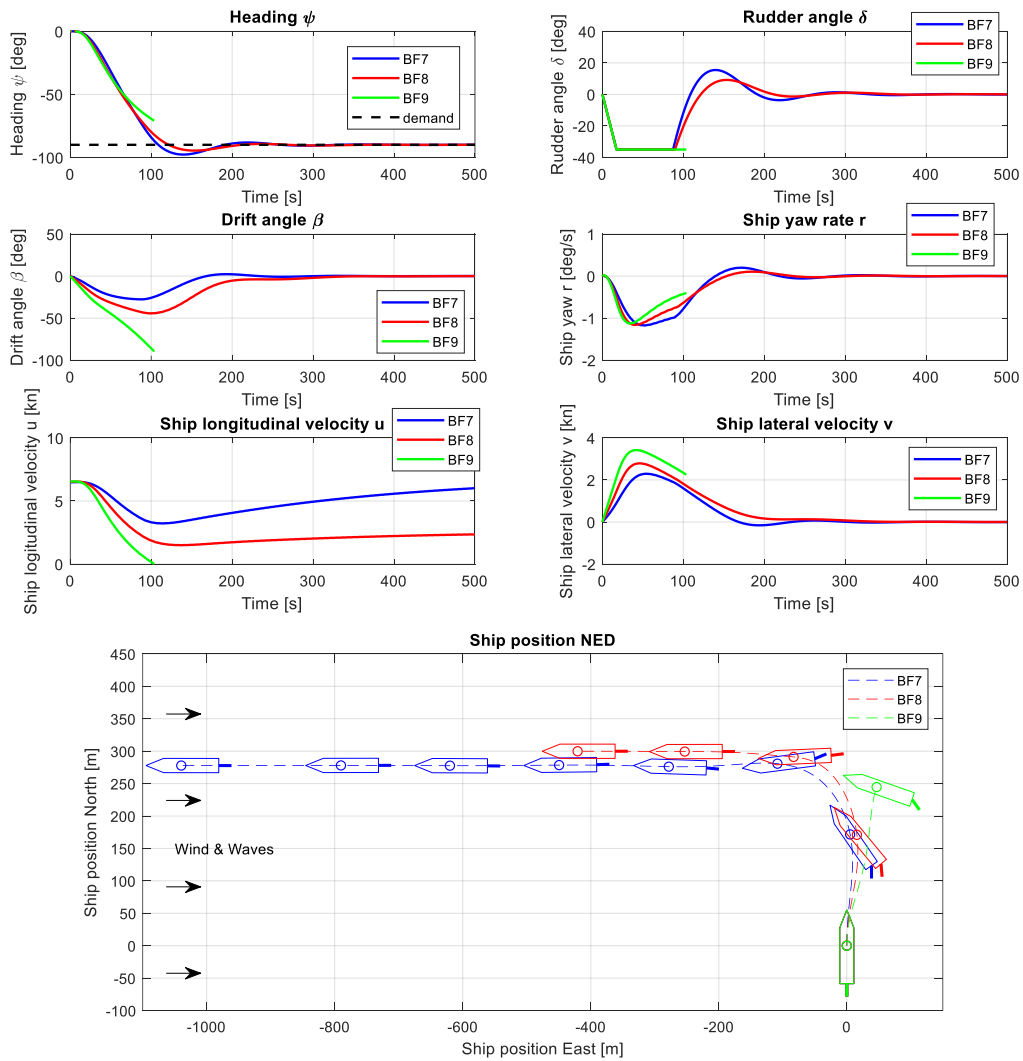 Heading ψ
Heading ψ [deg]
0
-50
-100
0
100
200
300
400
500
Time [s]
BF7
BF8
BF9
demand
Rudder angle δ
Rudder angle δ [deg]
40
20
0
-20
-40
0
100
200
300
400
500
Time [s]
BF7
BF8
BF9
Drift angle β
Drift angle β [deg]
50
0
-50
-100
0
100
200
300
400
500
Time [s]
BF7
BF8
BF9
Ship yaw rate r
Ship yaw r [deg/s]
1
0
-1
-2
0
100
200
300
400
500
Time [s]
BF7
BF8
BF9
Ship longitudinal velocity u
Ship logitudinal velocity u [kn]
10
5
0
0
100
200
300
400
500
Time [s]
BF7
BF8
BF9
Ship lateral velocity v
Ship lateral velocity v [kn]
4
2
0
-2
0
100
200
300
400
500
Time [s]
BF7
BF8
BF9
Ship position NED
Ship position North [m]
450
400
350
300
250
200
150
100
50
0
-50
-100
-1000
-800
-600
-400
-200
0
Ship position East [m]
Wind & Waves
BF7
BF8
BF9